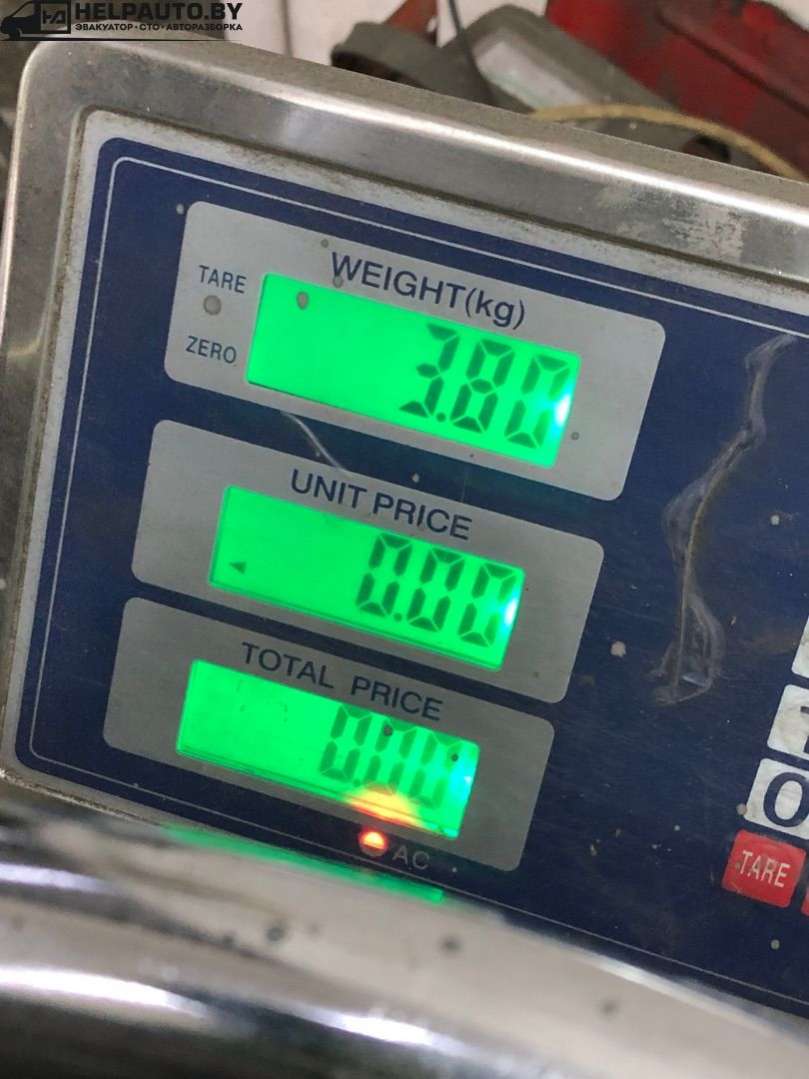 HELPAUTO.BY
ЭВАКУАТОР·СТО·АВТОРАЗБОРКА
WEIGHT(kg)
TARE
ZERO
3.80
UNIT PRICE
0.00
TOTAL PRICE
0.00
AC
0
TARE